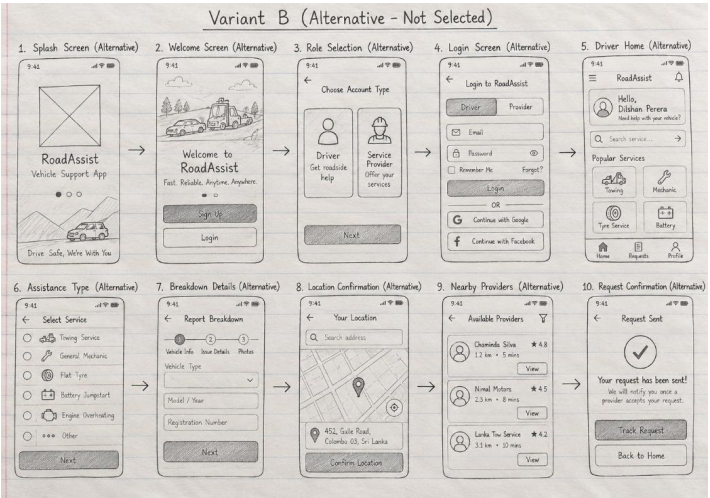 Variant B (Alternative - Not Selected)
1. Splash Screen (Alternative)
9:41
RoadAssist
Vehicle Support App
Drive Safe, We're With You
2. Welcome Screen (Alternative)
9:41
Welcome to
RoadAssist
Fast. Reliable. Anytime. Anywhere.
Sign Up
Login
3. Role Selection (Alternative)
9:41
Choose Account Type
Driver
Get roadside
help
Service
Provider
Offer your
services
Next
4. Login Screen (Alternative)
9:41
Login to RoadAssist
Driver
Provider
Email
Password
Remember Me
Forgot?
Login
OR
G Continue with Google
f Continue with Facebook
5. Driver Home (Alternative)
9:41
RoadAssist
Hello,
Dilshan Perera
Need help with your vehicle?
Search service...
Popular Services
Towing
Mechanic
Tyre Service
Battery
Home
Requests
Profile
6. Assistance Type (Alternative)
9:41
Select Service
Towing Service
General Mechanic
Flat Tyre
Battery Jumpstart
Engine Overheating
Other
Next
7. Breakdown Details (Alternative)
9:41
Report Breakdown
1
2
3
Vehicle Info
Issue Details
Photos
Vehicle Type
Model / Year
Registration Number
Next
8. Location Confirmation (Alternative)
9:41
Your Location
Search address
452, Galle Road,
Colombo 03, Sri Lanka
Confirm Location
9. Nearby Providers (Alternative)
9:41
Available Providers
Chaminda Silva ★ 4.8
1.2 km • 5 mins
View
Nimal Motors ★ 4.5
2.3 km • 8 mins
View
Lanka Tow Service ★ 4.2
3.1 km • 10 mins
View
10. Request Confirmation (Alternative)
9:41
Request Sent
Your request has been sent!
We will notify you once a
provider accepts your request.
Track Request
Back to Home